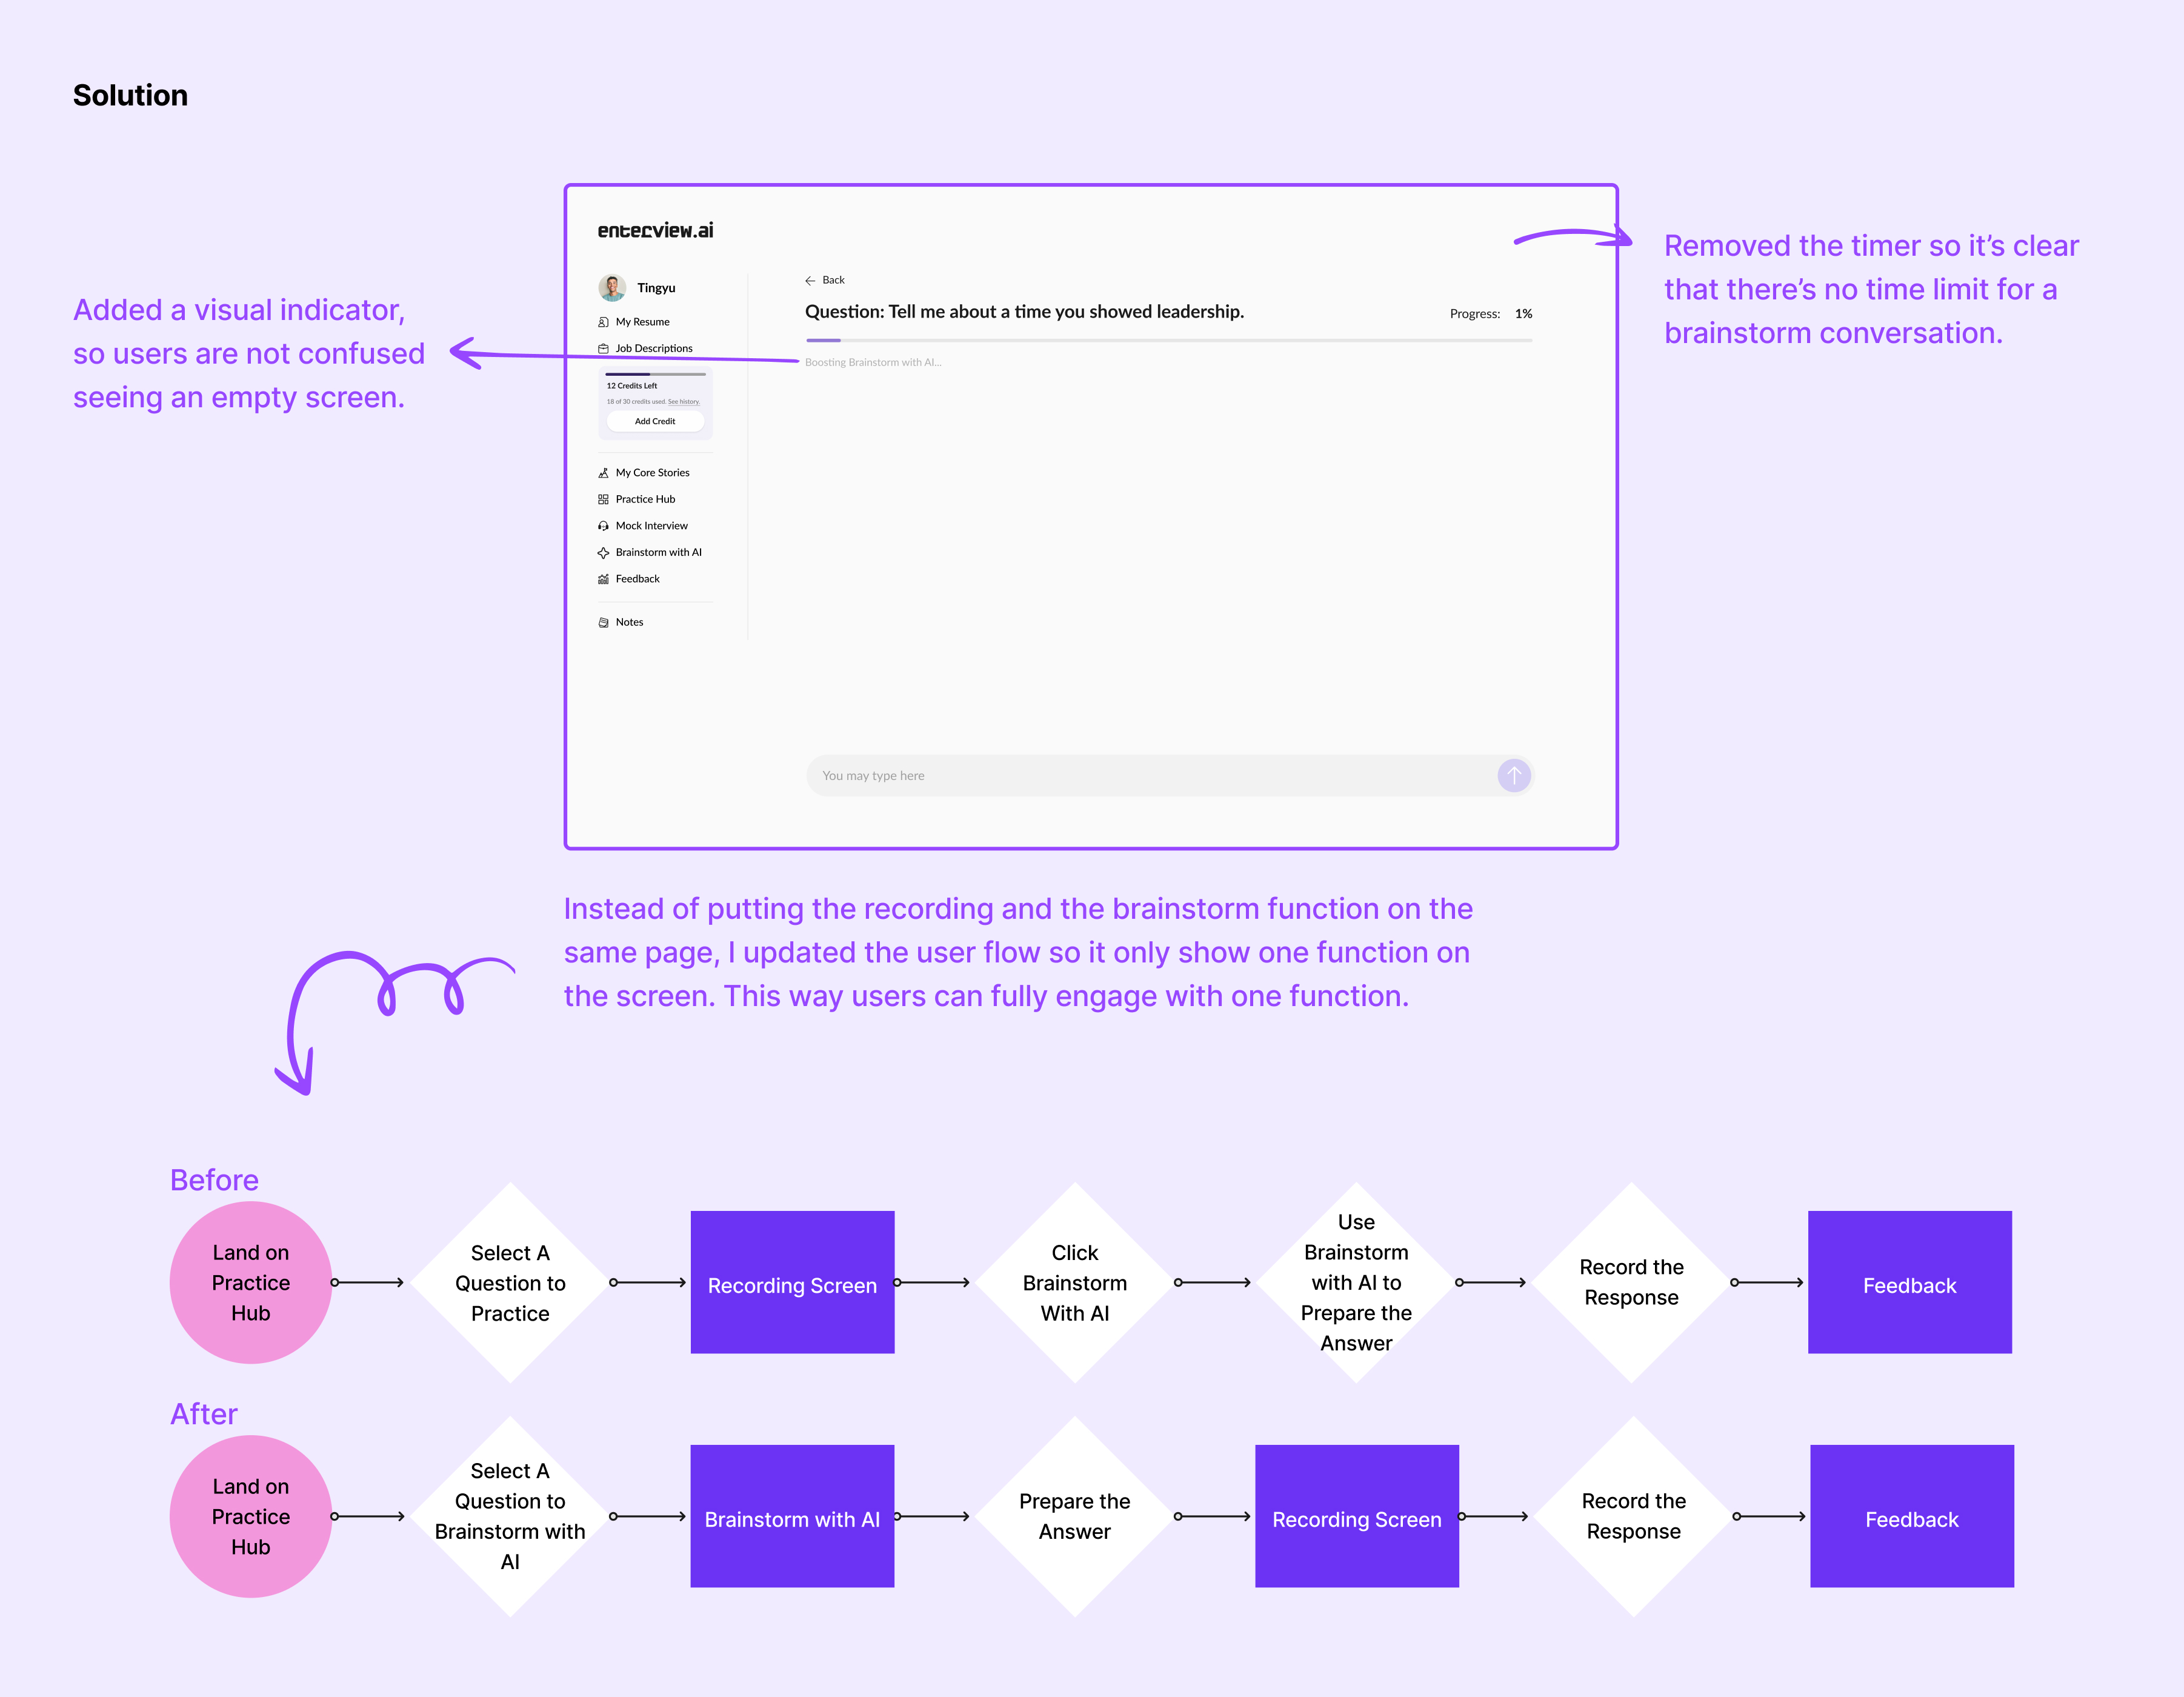 Solution
Added a visual indicator,
so users are not confused
seeing an empty screen.
enterview.ai
Tingyu
My Resume
Job Descriptions
12 Credits Left
18 of 30 credits used. See history.
Add Credit
My Core Stories
Practice Hub
Mock Interview
Brainstorm with AI
Feedback
Notes
Back
Question: Tell me about a time you showed leadership.
Progress: 1%
Boosting Brainstorm with AI...
You may type here
Removed the timer so it’s clear
that there’s no time limit for a
brainstorm conversation.
Instead of putting the recording and the brainstorm function on the
same page, I updated the user flow so it only show one function on
the screen. This way users can fully engage with one function.
Before
Land on
Practice
Hub
Select A
Question to
Practice
Recording Screen
Click
Brainstorm
With AI
Use
Brainstorm
with AI to
Prepare the
Answer
Record the
Response
Feedback
After
Land on
Practice
Hub
Select A
Question to
Brainstorm with
AI
Brainstorm with AI
Prepare the
Answer
Recording Screen
Record the
Response
Feedback